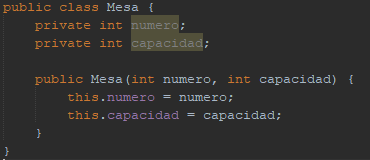 public class Mesa {
    private int numero;
    private int capacidad;

    public Mesa(int numero, int capacidad) {
        this.numero = numero;
        this.capacidad = capacidad;
    }
}